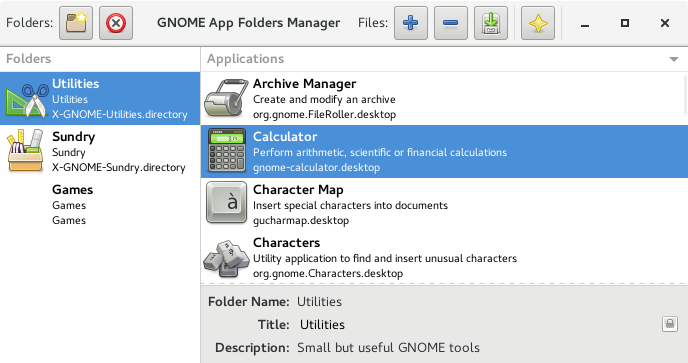 Folders: GNOME App Folders Manager Files:
Folders
Utilities
Utilities
X-GNOME-Utilities.directory
Sundry
Sundry
X-GNOME-Sundry.directory
Games
Games
Games
Applications
Archive Manager
Create and modify an archive
org.gnome.FileRoller.desktop
Calculator
Perform arithmetic, scientific or financial calculations
gnome-calculator.desktop
à
Character Map
Insert special characters into documents
gucharmap.desktop
Characters
Utility application to find and insert unusual characters
org.gnome.Characters.desktop
Folder Name: Utilities
Title: Utilities
Description: Small but useful GNOME tools